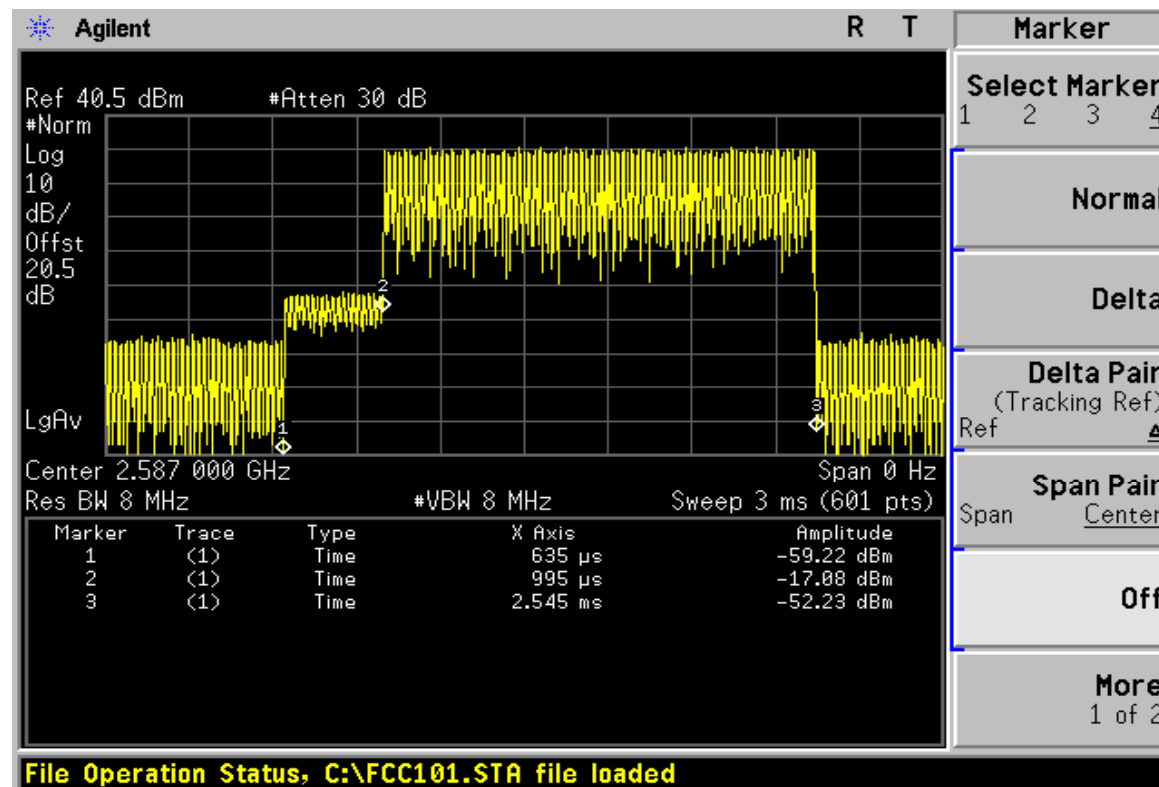 Agilent R T
Ref 40.5 dBm #Atten 30 dB
#Norm
Log
10
dB/
Offst
20.5
dB
LgAv
1
2
3
Center 2.587 000 GHz Span 0 Hz
Res BW 8 MHz #VBW 8 MHz Sweep 3 ms (601 pts)
Marker Trace Type X Axis Amplitude
1 (1) Time 635 µs -59.22 dBm
2 (1) Time 995 µs -17.08 dBm
3 (1) Time 2.545 ms -52.23 dBm
File Operation Status, C:\FCC101.STA file loaded
Marker
Select Marker
1 2 3 4
Normal
Delta
Delta Pair
(Tracking Ref)
Ref Δ
Span Pair
Span Center
Off
More
1 of 2